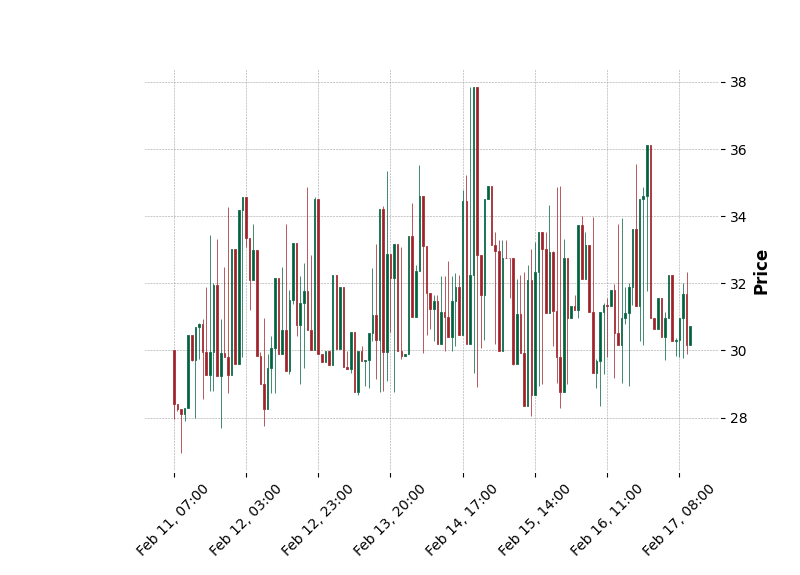 38
36
34
32
30
28
Price
Feb 11, 07:00
Feb 12, 03:00
Feb 12, 23:00
Feb 13, 20:00
Feb 14, 17:00
Feb 15, 14:00
Feb 16, 11:00
Feb 17, 08:00